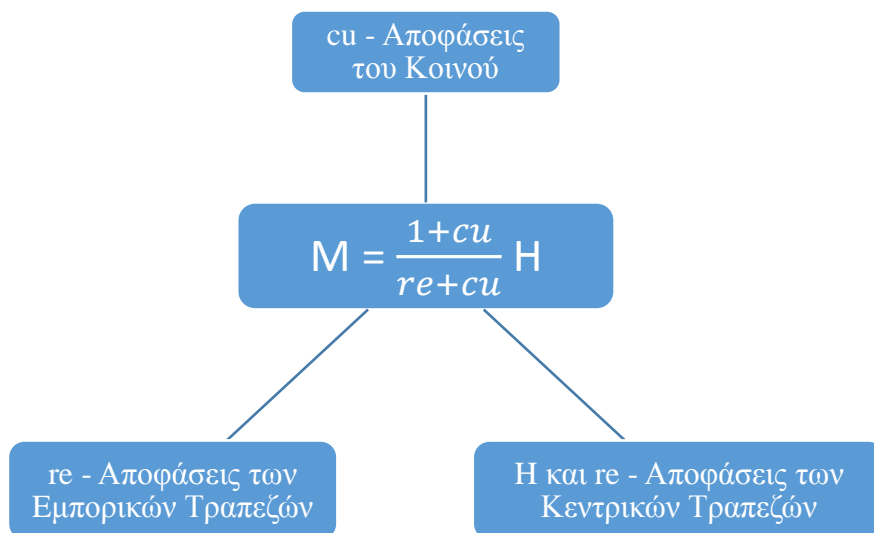 cu - Αποφάσεις
του Κοινού
M = \frac{1+cu}{re+cu} H
re - Αποφάσεις των
Εμπορικών Τραπεζών
H και re - Αποφάσεις των
Κεντρικών Τραπεζών